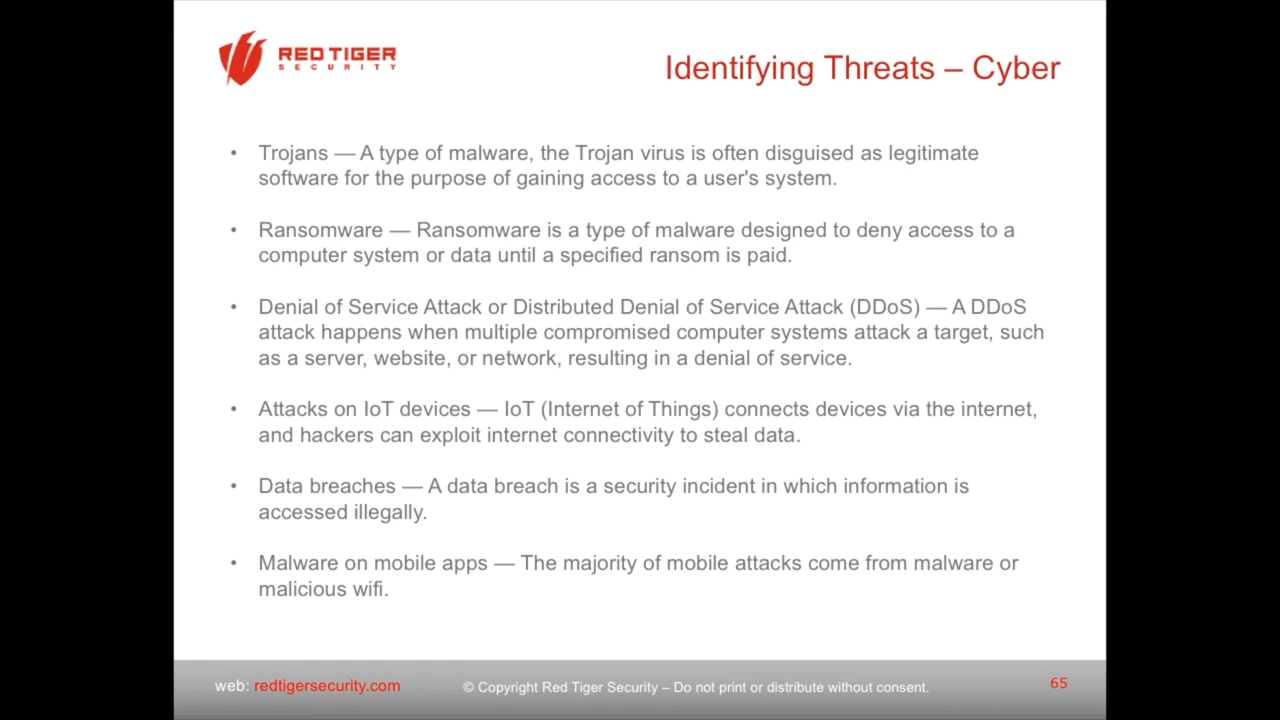 RED TIGER
SECURITY
Identifying Threats – Cyber
• Trojans — A type of malware, the Trojan virus is often disguised as legitimate
software for the purpose of gaining access to a user's system.
• Ransomware — Ransomware is a type of malware designed to deny access to a
computer system or data until a specified ransom is paid.
• Denial of Service Attack or Distributed Denial of Service Attack (DDoS) — A DDoS
attack happens when multiple compromised computer systems attack a target, such
as a server, website, or network, resulting in a denial of service.
• Attacks on IoT devices — IoT (Internet of Things) connects devices via the internet,
and hackers can exploit internet connectivity to steal data.
• Data breaches — A data breach is a security incident in which information is
accessed illegally.
• Malware on mobile apps — The majority of mobile attacks come from malware or
malicious wifi.
web: redtigersecurity.com
© Copyright Red Tiger Security – Do not print or distribute without consent.
65